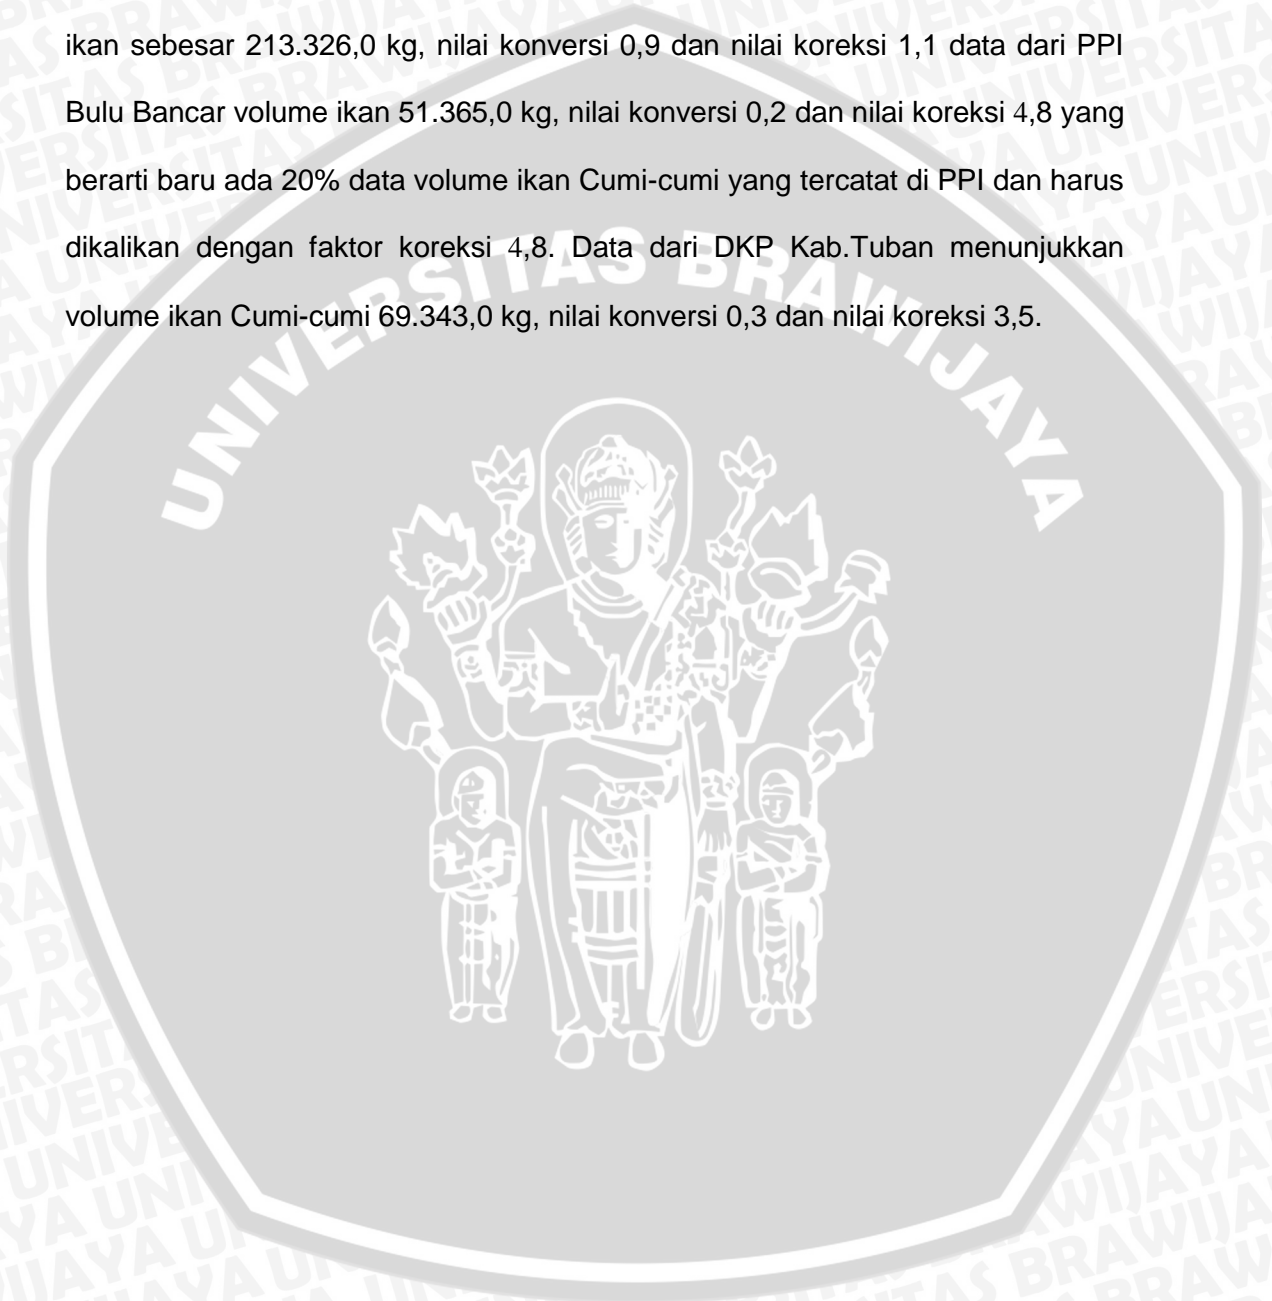 ikan sebesar 213.326,0 kg, nilai konversi 0,9 dan nilai koreksi 1,1 data dari PPI
Bulu Bancar volume ikan 51.365,0 kg, nilai konversi 0,2 dan nilai koreksi 4,8 yang
berarti baru ada 20% data volume ikan Cumi-cumi yang tercatat di PPI dan harus
dikalikan dengan faktor koreksi 4,8. Data dari DKP Kab.Tuban menunjukkan
volume ikan Cumi-cumi 69.343,0 kg, nilai konversi 0,3 dan nilai koreksi 3,5.
UNIVERSITAS BRAWIJAYA